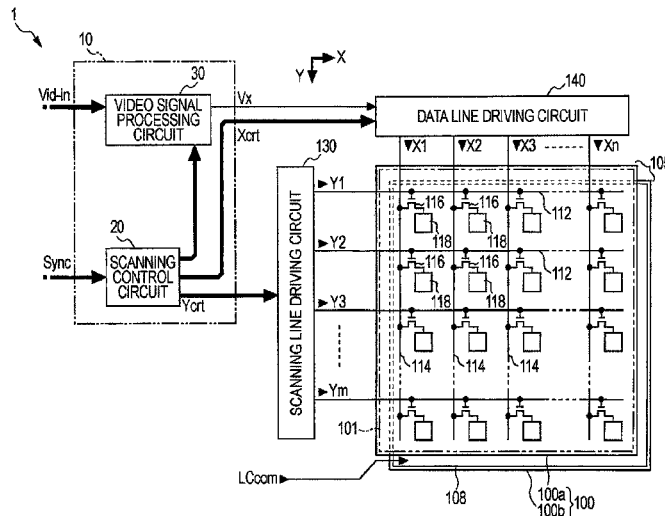 1
10
30
Vid-in
VIDEO SIGNAL
PROCESSING
CIRCUIT
Vx
Xcrt
X
Y
140
DATA LINE DRIVING CIRCUIT
X1 X2 X3 Xn
130
SCANNING LINE DRIVING CIRCUIT
20
Sync
SCANNING
CONTROL
CIRCUIT
Ycrt
Y1
116 116
112
118 118
Y2
116 116
112
118 118
Y3
114 114 114
Ym
101
LCcom
108
100a
100b
100